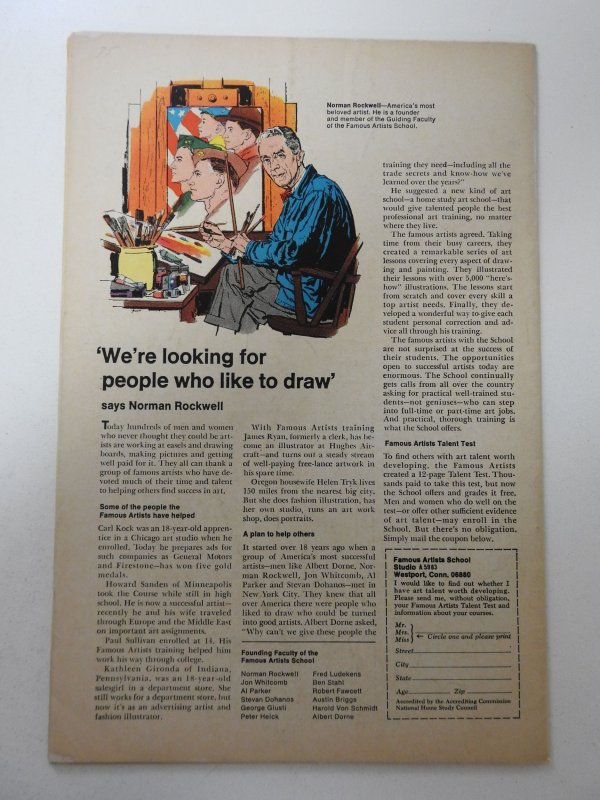 Norman Rockwell—America's most
beloved artist. He is a founder
and member of the Guiding Faculty
of the Famous Artists School.
'We're looking for
people who like to draw'
says Norman Rockwell
Today hundreds of men and women
who never thought they could be art-
ists are working at easels and drawing
boards, making pictures and getting
well paid for it. They all can thank a
group of famous artists who have de-
voted much of their time and talent
to helping others find success in art.
Some of the people the
Famous Artists have helped
Carl Kock was an 18-year-old appren-
tice in a Chicago art studio when he
enrolled. Today he prepares ads for
such companies as General Motors
and Firestone—has won five gold
medals.
Howard Sanden of Minneapolis
took the Course while still in high
school. He is now a successful artist—
recently he and his wife traveled
through Europe and the Middle East
on important art assignments.
Paul Sullivan enrolled at 14. His
Famous Artists training helped him
work his way through college.
Kathleen Gironda of Indiana,
Pennsylvania, was an 18-year-old
salesgirl in a department store. She
still works for a department store, but
now it's as an advertising artist and
fashion illustrator.
With Famous Artists training
James Ryan, formerly a clerk, has be-
come an illustrator at Hughes Air-
craft—and turns out a steady stream
of well-paying free-lance artwork in
his spare time.
Oregon housewife Helen Tryk lives
150 miles from the nearest big city.
But she does fashion illustration, has
her own studio, runs an art work
shop, does portraits.
A plan to help others
It started over 18 years ago when a
group of America's most successful
artists—men like Albert Dorne, Nor-
man Rockwell, Jon Whitcomb, Al
Parker and Stevan Dohanos—met in
New York City. They knew that all
over America there were people who
liked to draw who could be turned
into good artists. Albert Dorne asked,
"Why can't we give these people the
Founding Faculty of the
Famous Artists School
Norman Rockwell
Jon Whitcomb
Al Parker
Stevan Dohanos
George Giusti
Peter Helck
Fred Ludekens
Ben Stahl
Robert Fawcett
Austin Briggs
Harold Von Schmidt
Albert Dorne
training they need—including all the
trade secrets and know-how we've
learned over the years?"
He suggested a new kind of art
school—a home study art school—that
would give talented people the best
professional art training, no matter
where they live.
The famous artists agreed. Taking
time from their busy careers, they
created a remarkable series of art
lessons covering every aspect of draw-
ing and painting. They illustrated
their lessons with over 5,000 "here's-
how" illustrations. The lessons start
from scratch and cover every skill a
top artist needs. Finally, they de-
veloped a wonderful way to give each
student personal correction and ad-
vice all through his training.
The famous artists with the School
are not surprised at the success of
their students. The opportunities
open to successful artists today are
enormous. The School continually
gets calls from all over the country
asking for practical well-trained stu-
dents—not geniuses—who can step
into full-time or part-time art jobs.
And practical, thorough training is
what the School offers.
Famous Artists Talent Test
To find others with art talent worth
developing, the Famous Artists
created a 12-page Talent Test. Thou-
sands paid to take this test, but now
the School offers and grades it free.
Men and women who do well on the
test—or offer other sufficient evidence
of art talent—may enroll in the
School. But there's no obligation.
Simply mail the coupon below.
Famous Artists School
Studio A 5983
Westport, Conn. 06880
I would like to find out whether I
have art talent worth developing.
Please send me, without obligation,
your Famous Artists Talent Test and
information about your courses.
Mr.
Mrs. ← Circle one and please print
Miss
Street
City
State
Age Zip
Accredited by the Accrediting Commission
National Home Study Council